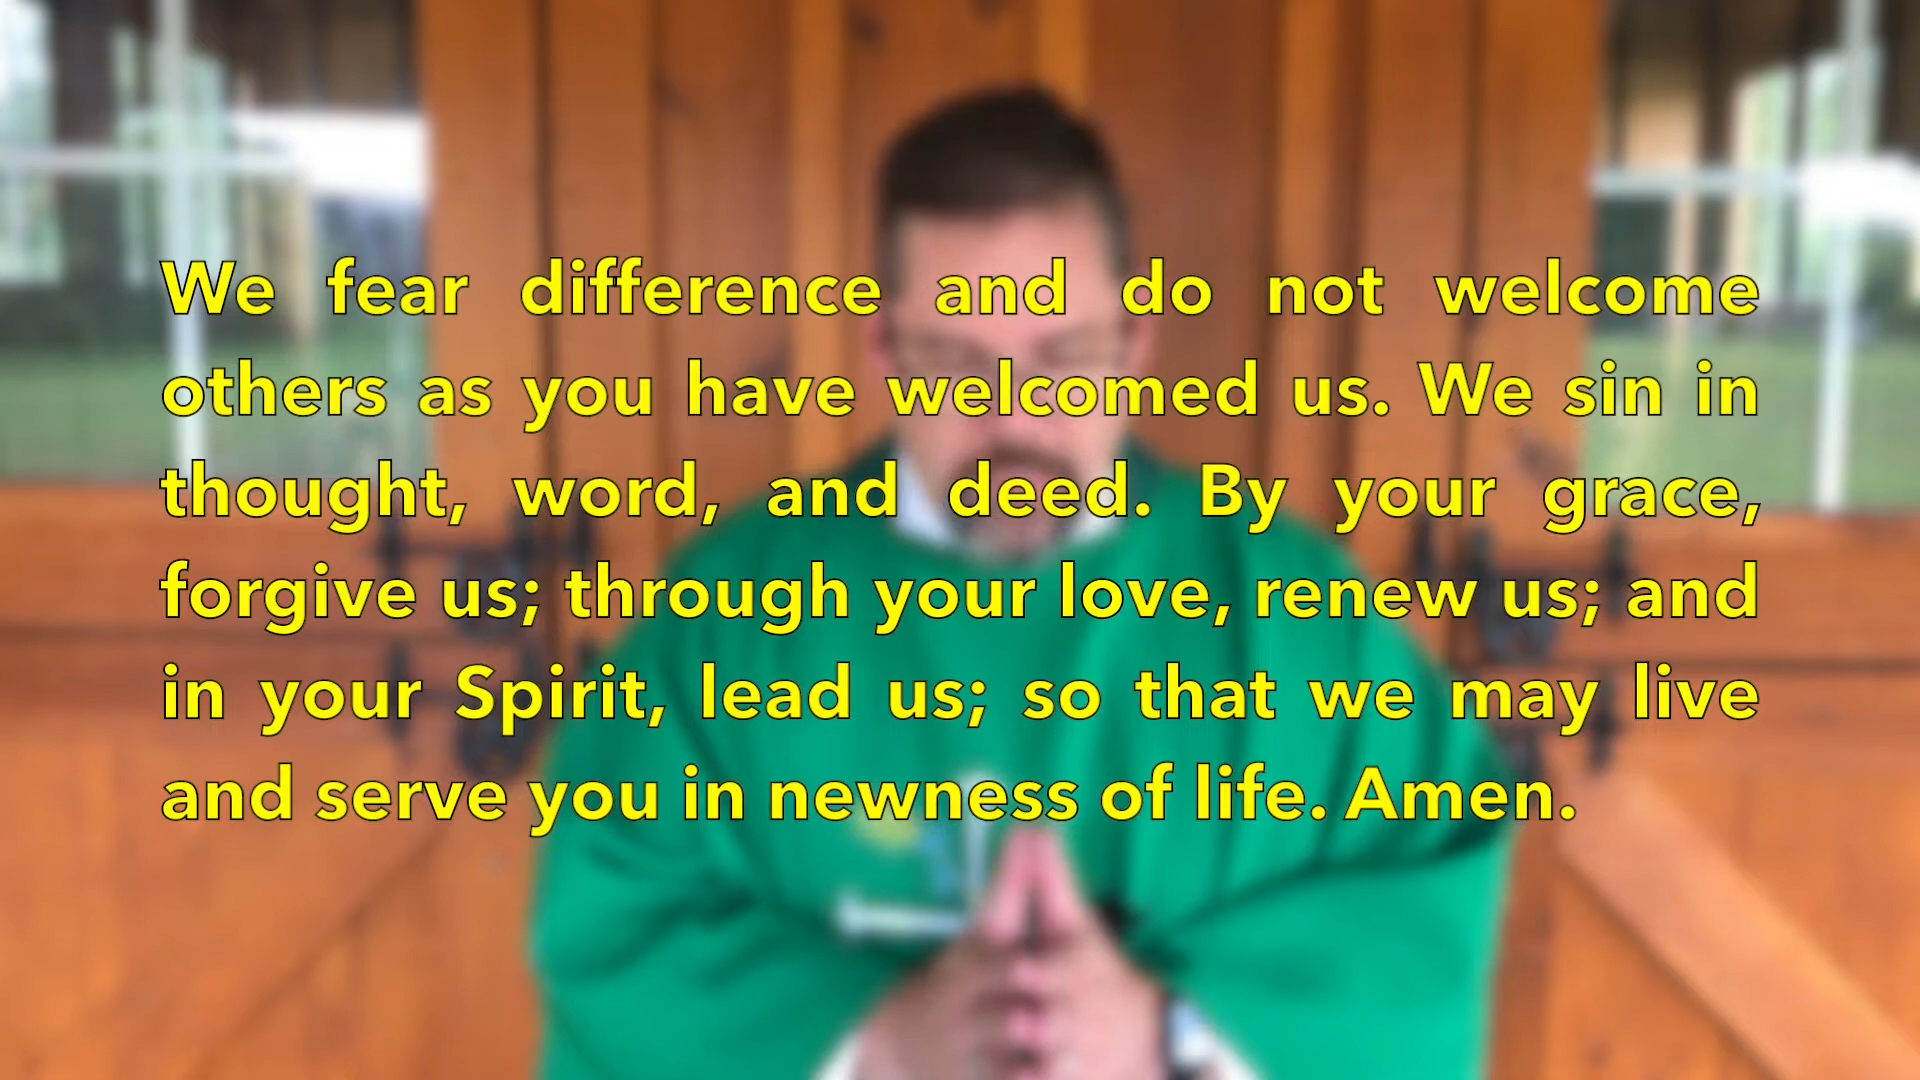 We fear difference and do not welcome
others as you have welcomed us. We sin in
thought, word, and deed. By your grace,
forgive us; through your love, renew us; and
in your Spirit, lead us; so that we may live
and serve you in newness of life. Amen.